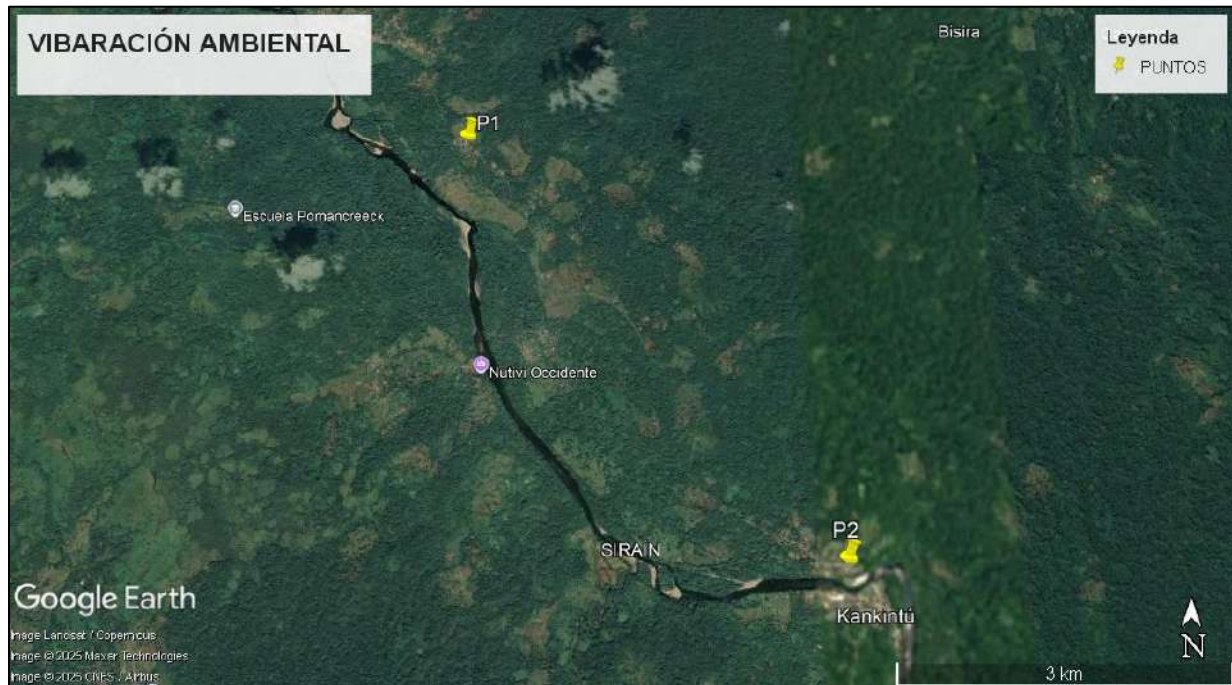 VIBARACIÓN AMBIENTAL
Bisira
Leyenda
PUNTOS
P1
Escuela Pomancreeck
Nutivi Occidente
P2
SIRAIN
Kankintú
Google Earth
Image Landsat / Copernicus
Image © 2025 Maxar Technologies
Image © 2025 CNES / Airbus
N
3 km